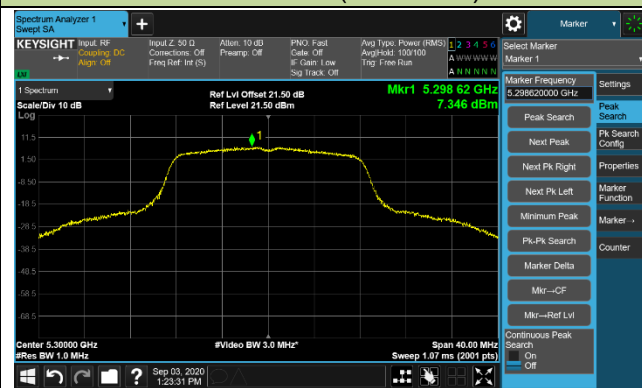 Spectrum Analyzer 1
Swept SA
Marker
KEYSIGHT Input: RF Input Z: 50 Ω Atten: 10 dB PNO: Fast Avg Type: Power (RMS) 1 2 3 4 5 6
Coupling: DC Corrections: Off Preamp: Off Gate: Off Avg|Hold: 100/100 A W W W W W
Align: Off Freq Ref: Int (S) IF Gain: Low Trig: Free Run A N N N N N
Sig Track: Off
Select Marker
Marker 1
1 Spectrum
Scale/Div 10 dB
Log
Ref Lvl Offset 21.50 dB
Ref Level 21.50 dBm
Mkr1 5.298 62 GHz
7.346 dBm
1
11.5
1.50
-8.50
-18.5
-28.5
-38.5
-48.5
-58.5
-68.5
Center 5.30000 GHz #Video BW 3.0 MHz* Span 40.00 MHz
#Res BW 1.0 MHz Sweep 1.07 ms (2001 pts)
Marker Frequency
5.298620000 GHz
Peak Search
Next Peak
Next Pk Right
Next Pk Left
Minimum Peak
Pk-Pk Search
Marker Delta
Mkr→CF
Mkr→Ref Lvl
Continuous Peak
Search
On
Off
Settings
Peak
Search
Pk Search
Config
Properties
Marker
Function
Marker→
Counter
? Sep 03, 2020
1:23:31 PM